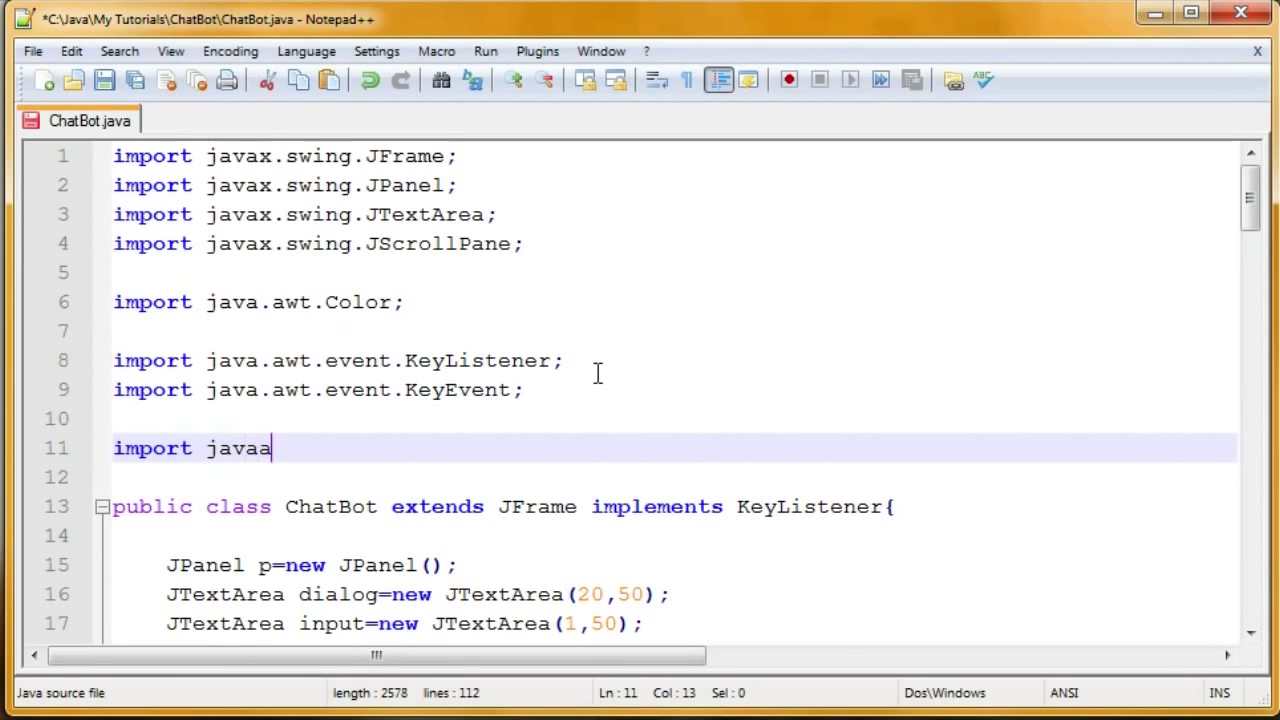 *C:\Java\My Tutorials\ChatBot\ChatBot.java - Notepad++
File Edit Search View Encoding Language Settings Macro Run Plugins Window ? X
ABC
ChatBot.java
1 import javax.swing.JFrame;
2 import javax.swing.JPanel;
3 import javax.swing.JTextArea;
4 import javax.swing.JScrollPane;
5
6 import java.awt.Color;
7
8 import java.awt.event.KeyListener;
9 import java.awt.event.KeyEvent;
10
11 import javaa
12
13 public class ChatBot extends JFrame implements KeyListener{
14
15 JPanel p=new JPanel();
16 JTextArea dialog=new JTextArea(20,50);
17 JTextArea input=new JTextArea(1,50);
Java source file length : 2578 lines : 112 Ln : 11 Col : 13 Sel : 0 Dos\Windows ANSI INS